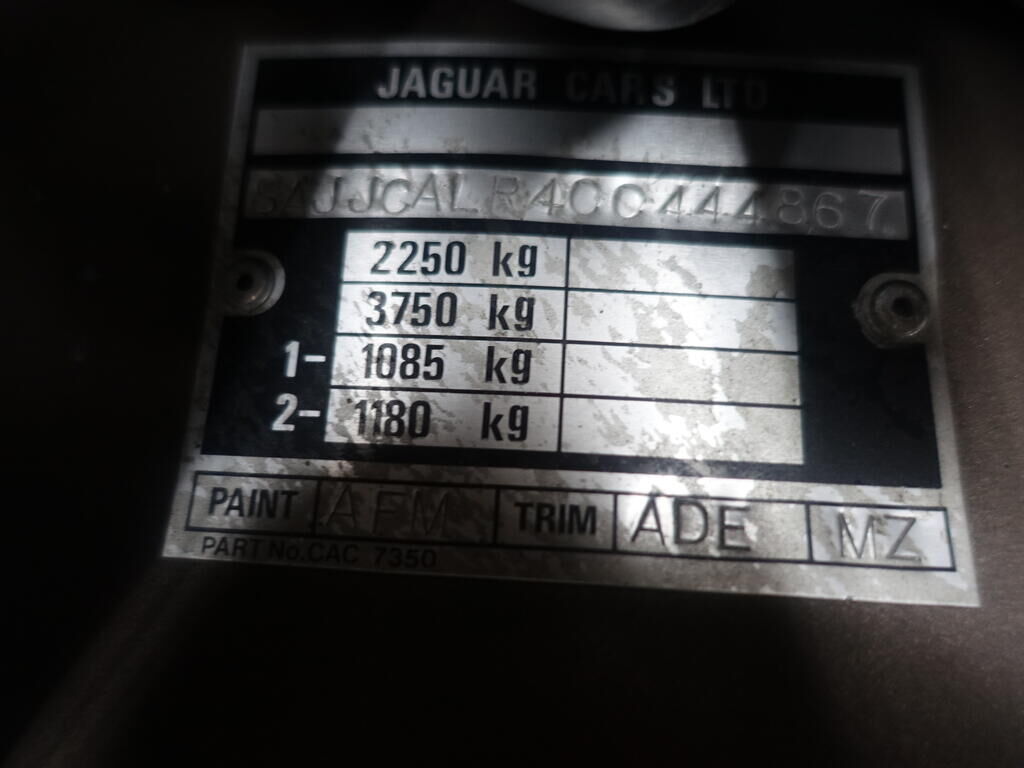 JAGUAR CARS LTD
SAJJCALR4CC444867
2250 kg
3750 kg
1- 1085 kg
2- 1180 kg
PAINT AFM TRIM ADE MZ
PART No. CAC 7350